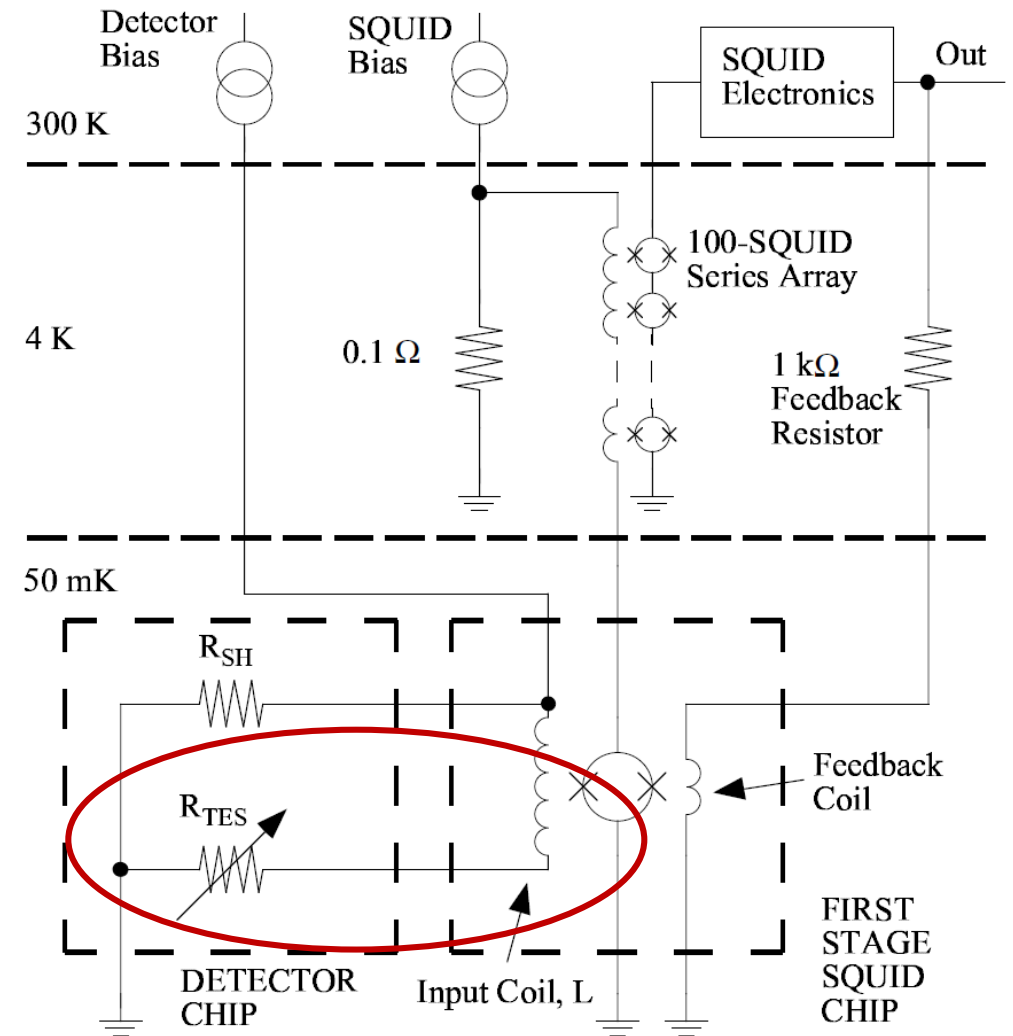 Detector
Bias
SQUID
Bias
SQUID
Electronics
Out
300 K
100-SQUID
Series Array
4 K
0.1 Ω
1 kΩ
Feedback
Resistor
50 mK
R_SH
R_TES
Feedback
Coil
DETECTOR
CHIP
Input Coil, L
FIRST
STAGE
SQUID
CHIP